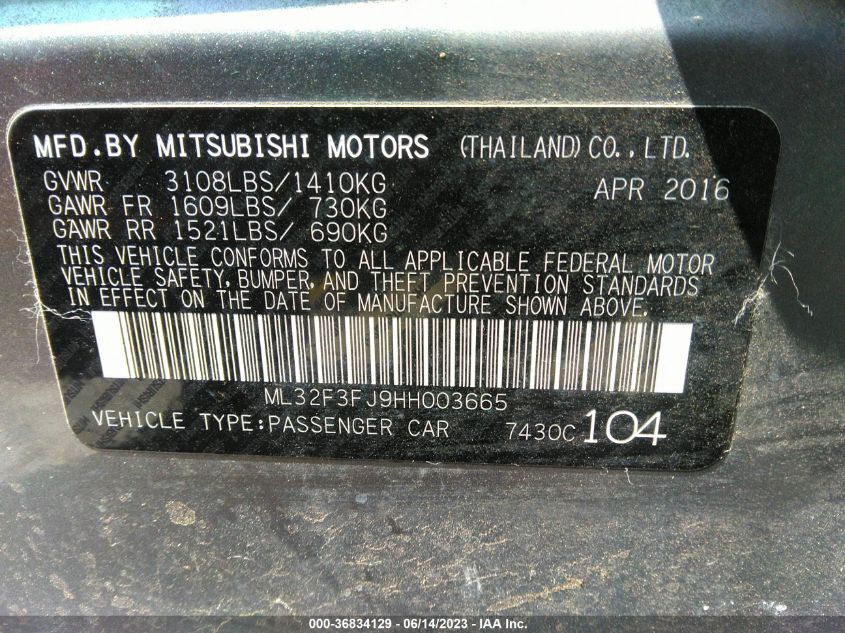 MFD.BY MITSUBISHI MOTORS (THAILAND) CO.,LTD.
GVWR 3108LBS/1410KG APR 2016
GAWR FR 1609LBS/ 730KG
GAWR RR 1521LBS/ 690KG
THIS VEHICLE CONFORMS TO ALL APPLICABLE FEDERAL MOTOR
VEHICLE SAFETY, BUMPER, AND THEFT PREVENTION STANDARDS
IN EFFECT ON THE DATE OF MANUFACTURE SHOWN ABOVE.
ML32F3FJ9HH003665
VEHICLE TYPE:PASSENGER CAR 7430C 104
000-36834129 - 06/14/2023 - IAA Inc.